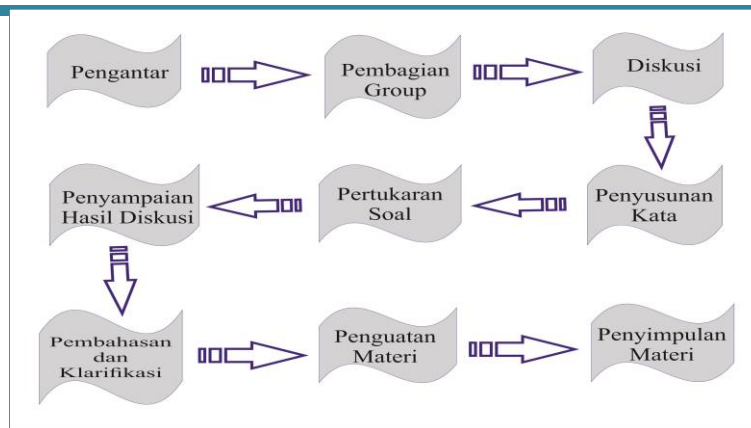 Pengantar
Pembagian
Group
Diskusi
Penyusunan
Kata
Pertukaran
Soal
Penyampaian
Hasil Diskusi
Pembahasan
dan
Klarifikasi
Penguatan
Materi
Penyimpulan
Materi